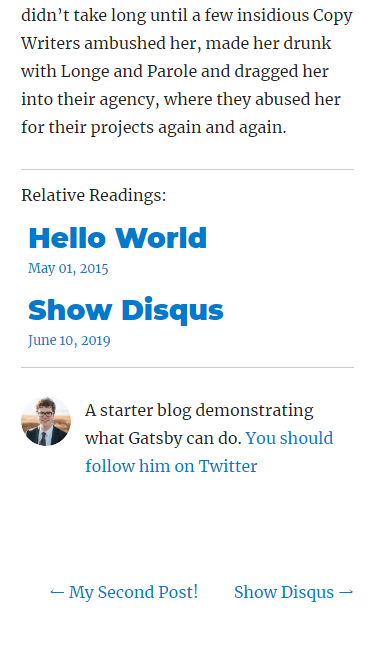 didn’t take long until a few insidious Copy
Writers ambushed her, made her drunk
with Longe and Parole and dragged her
into their agency, where they abused her
for their projects again and again.
Relative Readings:
Hello World
May 01, 2015
Show Disqus
June 10, 2019
A starter blog demonstrating
what Gatsby can do. You should
follow him on Twitter
← My Second Post! Show Disqus →